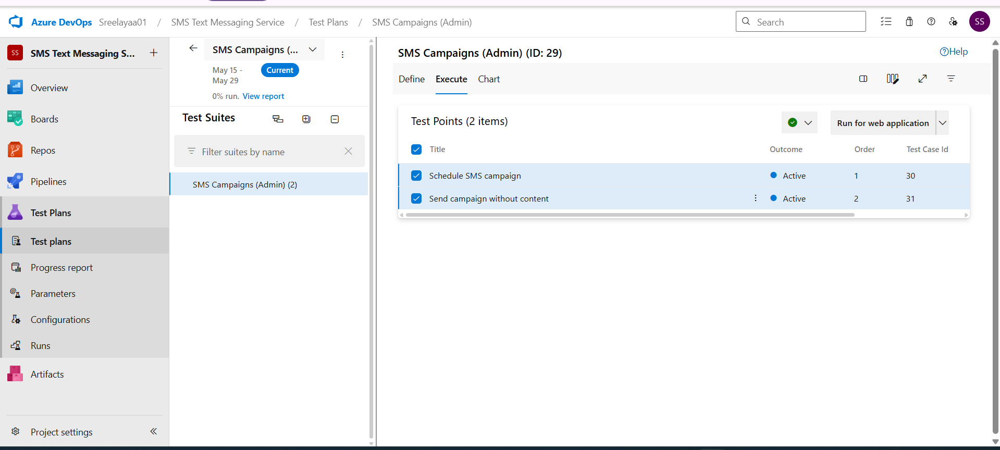 Azure DevOps Sreelayaa01 / SMS Text Messaging Service / Test Plans / SMS Campaigns (Admin)
Search
SS
SS SMS Text Messaging S...
Overview
Boards
Repos
Pipelines
Test Plans
Test plans
Progress report
Parameters
Configurations
Runs
Artifacts
Project settings
SMS Campaigns (...
May 15 -
May 29
Current
0% run. View report
Test Suites
Filter suites by name
SMS Campaigns (Admin) (2)
SMS Campaigns (Admin) (ID: 29)
Help
Define Execute Chart
Test Points (2 items)
Run for web application
Title Outcome Order Test Case Id
Schedule SMS campaign Active 1 30
Send campaign without content Active 2 31